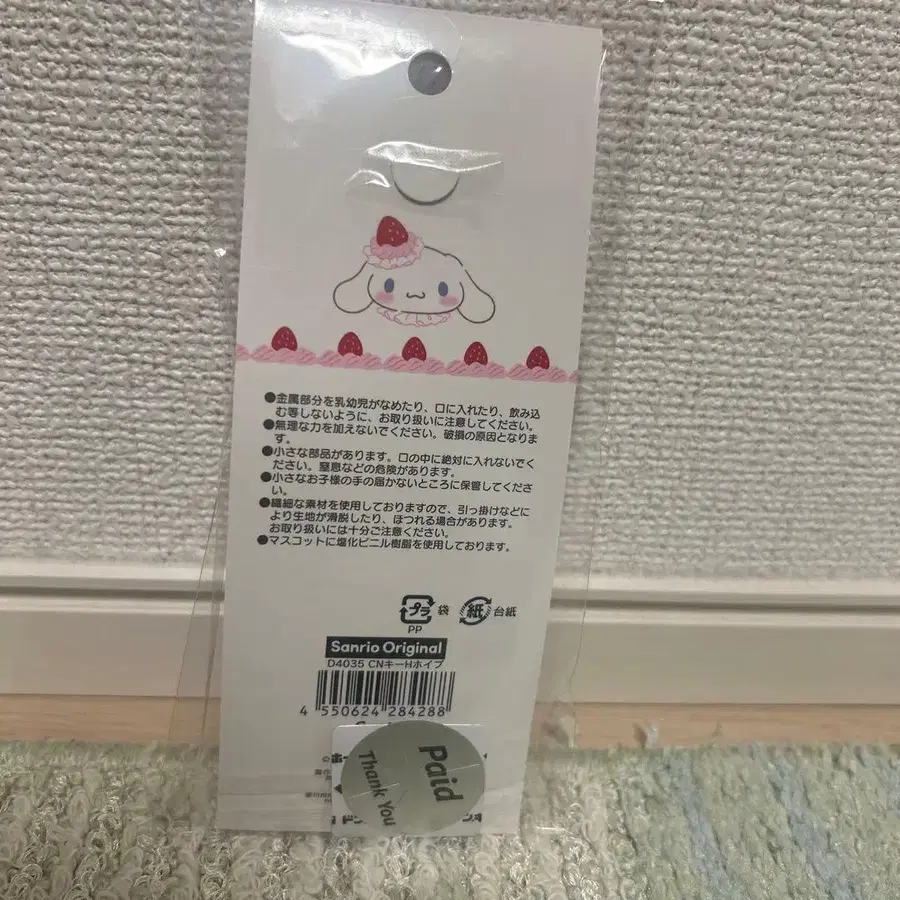 ●金属部分を乳幼児がなめたり、口に入れたり、飲み込
む等しないように、お取り扱いに注意してください。
●無理な力を加えないでください。破損の原因となりま
す。
●小さな部品があります。口の中に絶対に入れないでく
ださい。窒息などの危険があります。
●小さなお子様の手の届かないところに保管してくださ
い。
●繊細な素材を使用しておりますので、引っ掛けなどに
より生地が滑脱したり、ほつれる場合があります。
お取り扱いには十分ご注意ください。
●マスコットに塩化ビニル樹脂を使用しております。
プラ 袋 紙 台紙
PP
Sanrio Original
D4035 CNキーHホイプ
4 550624 284288
Paid
Thank You